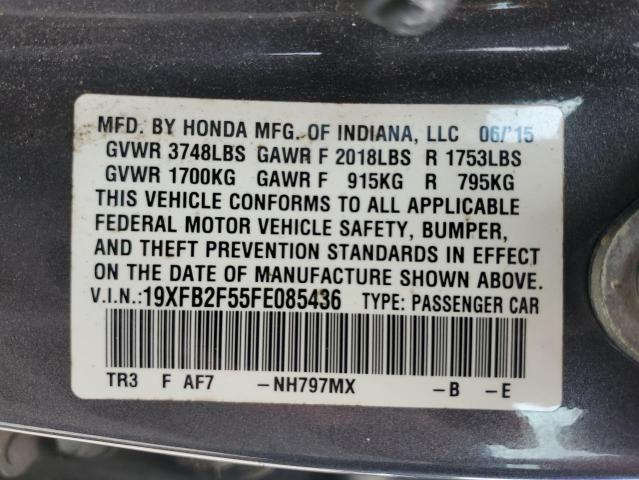 MFD. BY HONDA MFG. OF INDIANA, LLC 06/15
GVWR 3748LBS GAWR F 2018LBS R 1753LBS
GVWR 1700KG GAWR F 915KG R 795KG
THIS VEHICLE CONFORMS TO ALL APPLICABLE
FEDERAL MOTOR VEHICLE SAFETY, BUMPER,
AND THEFT PREVENTION STANDARDS IN EFFECT
ON THE DATE OF MANUFACTURE SHOWN ABOVE.
V.I.N.:19XFB2F55FE085436 TYPE: PASSENGER CAR
TR3 F AF7 -NH797MX -B -E